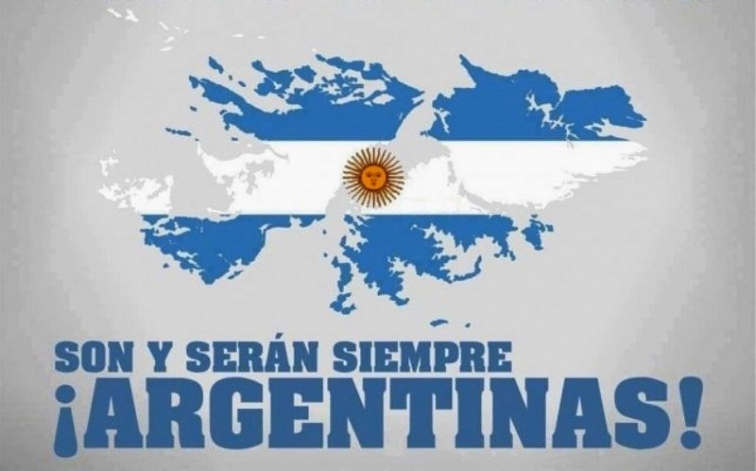 SON Y SERÁN SIEMPRE
¡ARGENTINAS!